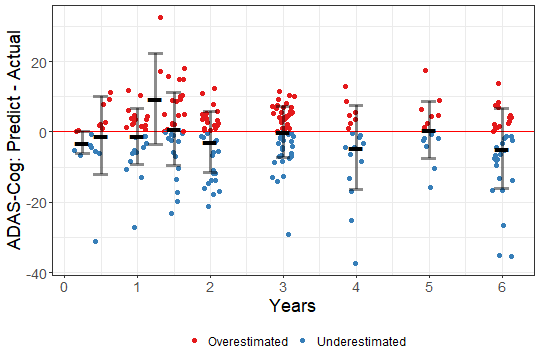 ADAS-Cog: Predict - Actual
20
0
-20
-40
0 1 2 3 4 5 6
Years
Overestimated Underestimated